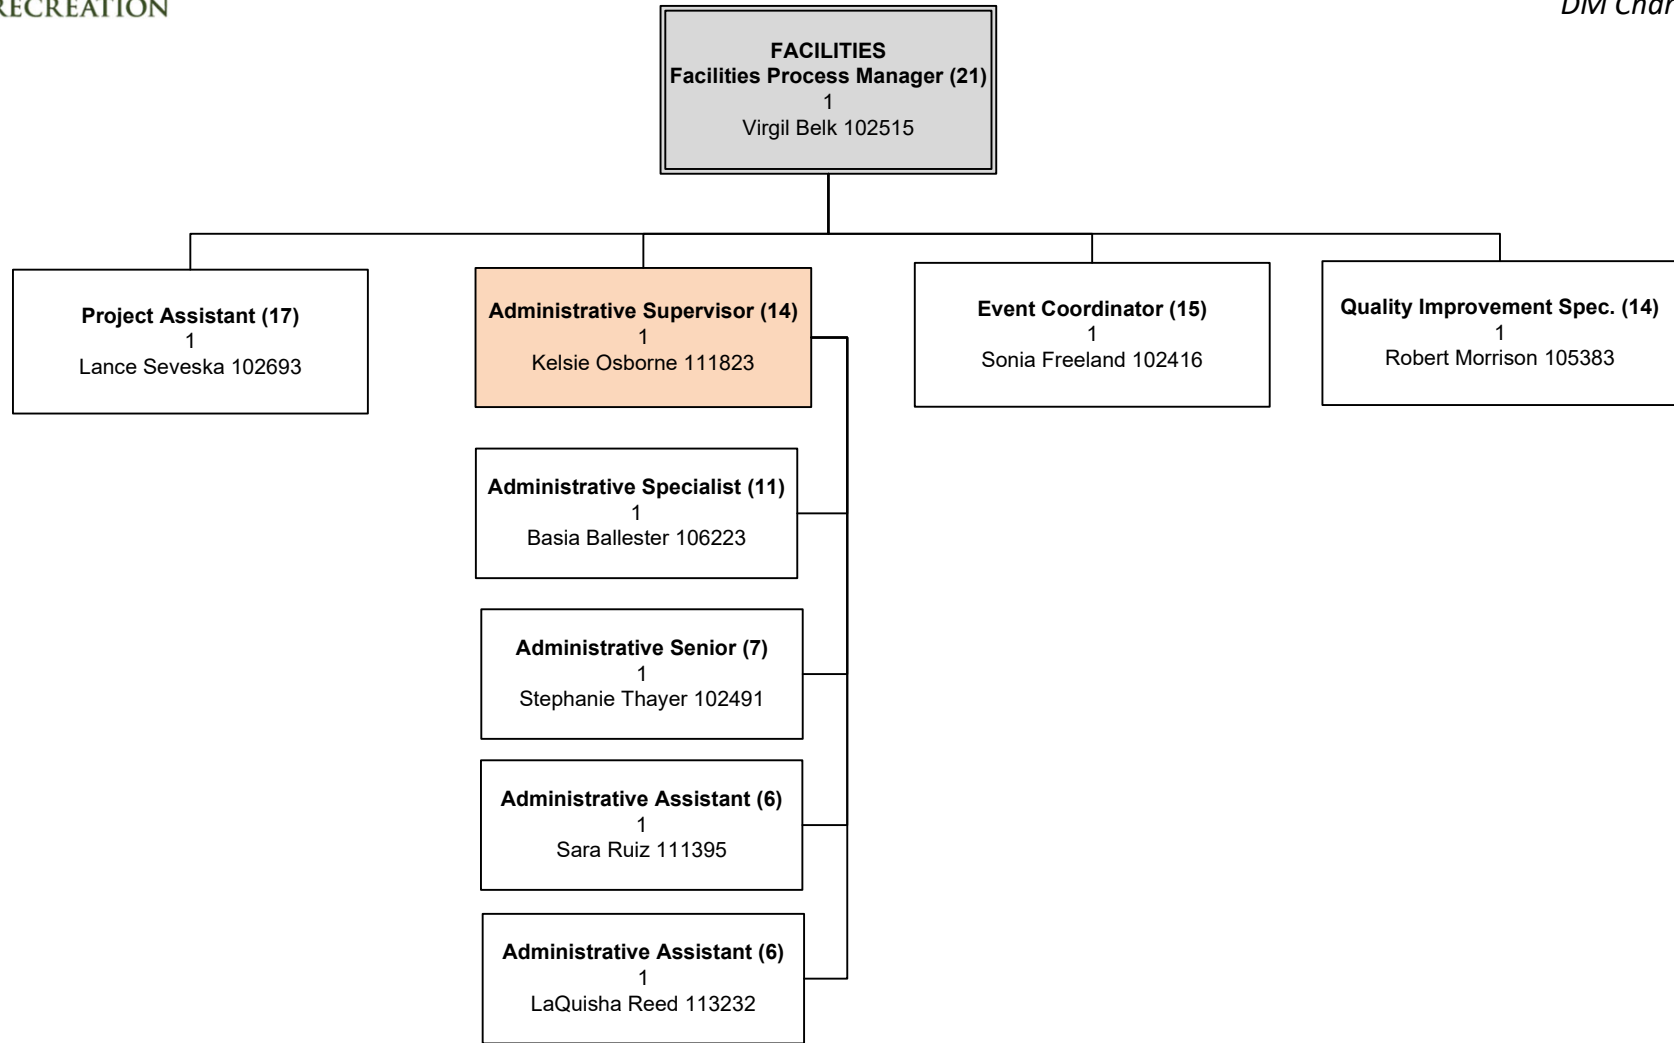 RECREATION
DM Char
FACILITIES
Facilities Process Manager (21)
1
Virgil Belk 102515
Project Assistant (17)
1
Lance Seveska 102693
Administrative Supervisor (14)
1
Kelsie Osborne 111823
Event Coordinator (15)
1
Sonia Freeland 102416
Quality Improvement Spec. (14)
1
Robert Morrison 105383
Administrative Specialist (11)
1
Basia Ballester 106223
Administrative Senior (7)
1
Stephanie Thayer 102491
Administrative Assistant (6)
1
Sara Ruiz 111395
Administrative Assistant (6)
1
LaQuisha Reed 113232